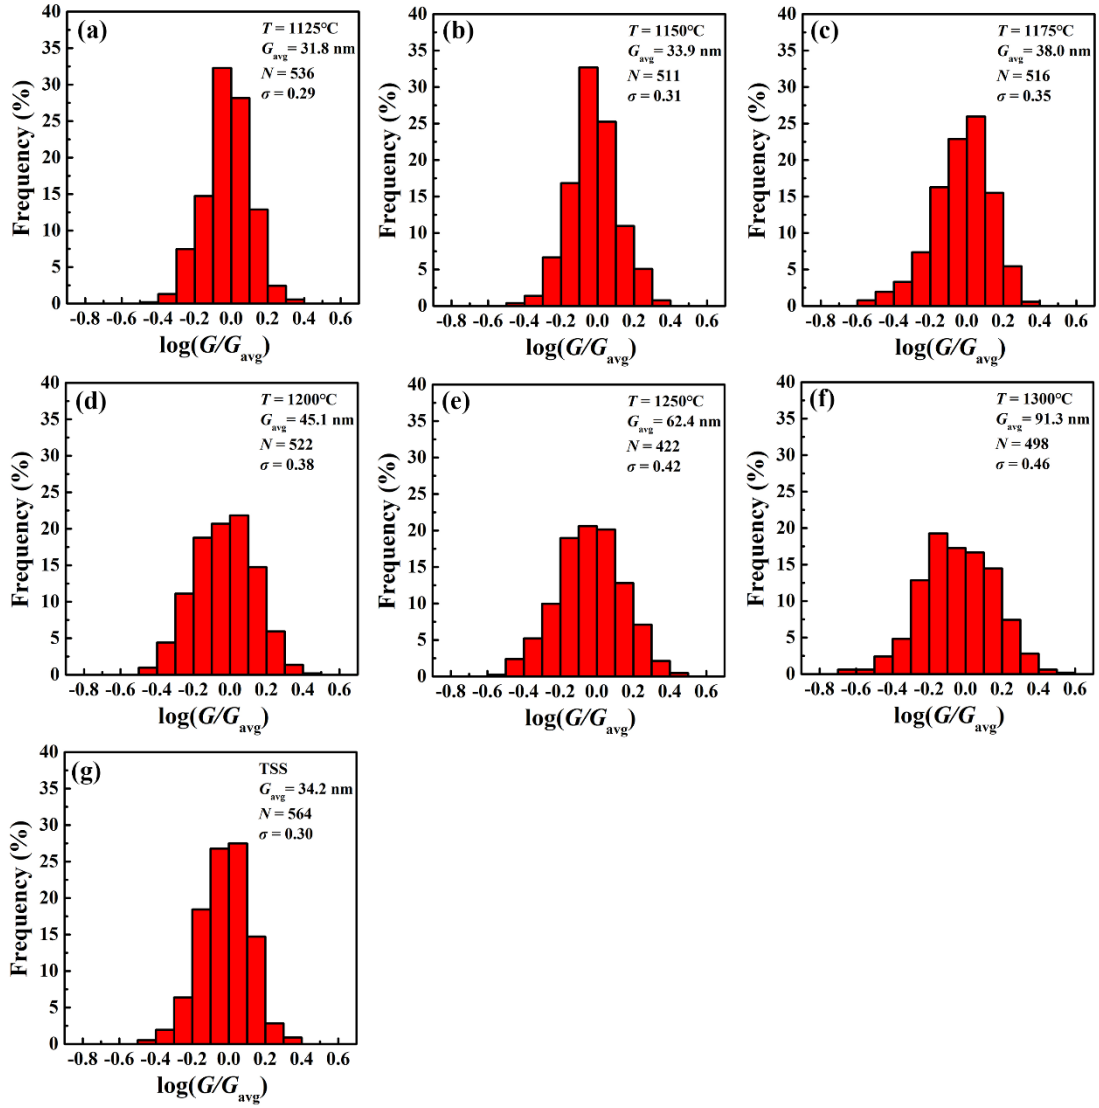 (a)
T = 1125°C
Gavg= 31.8 nm
N = 536
σ = 0.29
Frequency (%)
40
35
30
25
20
15
10
5
0
-0.8 -0.6 -0.4 -0.2 0.0 0.2 0.4 0.6
log(G/Gavg)
(b)
T = 1150°C
Gavg= 33.9 nm
N = 511
σ = 0.31
Frequency (%)
40
35
30
25
20
15
10
5
0
-0.8 -0.6 -0.4 -0.2 0.0 0.2 0.4 0.6
log(G/Gavg)
(c)
T = 1175°C
Gavg= 38.0 nm
N = 516
σ = 0.35
Frequency (%)
40
35
30
25
20
15
10
5
0
-0.8 -0.6 -0.4 -0.2 0.0 0.2 0.4 0.6
log(G/Gavg)
(d)
T = 1200°C
Gavg= 45.1 nm
N = 522
σ = 0.38
Frequency (%)
40
35
30
25
20
15
10
5
0
-0.8 -0.6 -0.4 -0.2 0.0 0.2 0.4 0.6
log(G/Gavg)
(e)
T = 1250°C
Gavg= 62.4 nm
N = 422
σ = 0.42
Frequency (%)
40
35
30
25
20
15
10
5
0
-0.8 -0.6 -0.4 -0.2 0.0 0.2 0.4 0.6
log(G/Gavg)
(f)
T = 1300°C
Gavg= 91.3 nm
N = 498
σ = 0.46
Frequency (%)
40
35
30
25
20
15
10
5
0
-0.8 -0.6 -0.4 -0.2 0.0 0.2 0.4 0.6
log(G/Gavg)
(g)
TSS
Gavg= 34.2 nm
N = 564
σ = 0.30
Frequency (%)
40
35
30
25
20
15
10
5
0
-0.8 -0.6 -0.4 -0.2 0.0 0.2 0.4 0.6
log(G/Gavg)